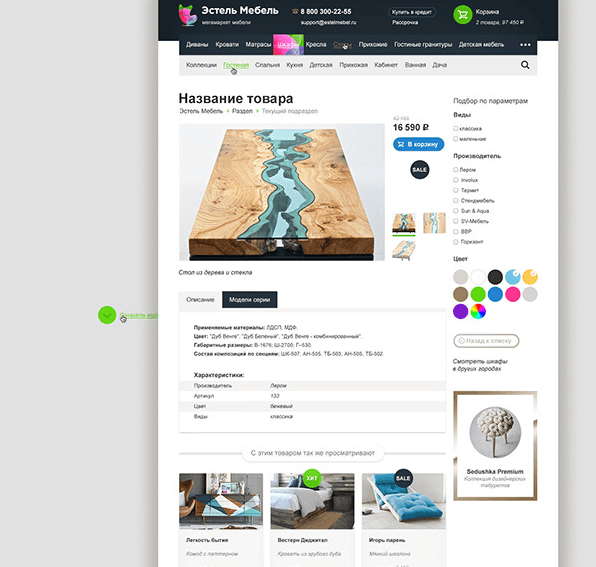 Эстель Мебель
мегамаркет мебели
8 800 300-22-55
support@estelmebel.ru
Купить в кредит
Рассрочка
Корзина
2 товара, 97 450 ₽
Диваны Кровати Матрасы Шкафы Кресла Столы Прихожие Гостиные гранитуры Детская мебель
Коллекции Гостиная Спальня Кухня Детская Прихожая Кабинет Ванная Дача
Название товара
Эстель Мебель Раздел Текущий подраздел
16 590 ₽
В корзину
SALE
Стол из дерева и стекла
Подбор по параметрам
Виды
классика
маленькие
Производитель
Лером
Involux
Термит
Стендмебель
Sun & Aqua
SV-Мебель
ВВР
Горизонт
Цвет
Назад к списку
Смотреть шкафы
в других городах
Показать ещё
Описание Модели серии
Применяемые материалы: ЛДСП, МДФ.
Цвет: "Дуб Венге", "Дуб Беленый", "Дуб Венге - комбинированный".
Габаритные размеры: В-1676; Ш-2700; Г-530.
Состав композиций по секциям: ШК-507, АН-505, ТБ-503, АН-505, ТБ-502.
Характеристики:
Производитель Лером
Артикул 133
Цвет бежевый
Виды классика
Sedushka Premium
Коллекция дизайнерских
табуретов
С этим товаром так же просматривают
ХИТ
SALE
Легкость бытия
Комод с паттерном
Вестерн Диджитал
Кровать из грубого дуба
Игорь парень
Мягкий шезлонг